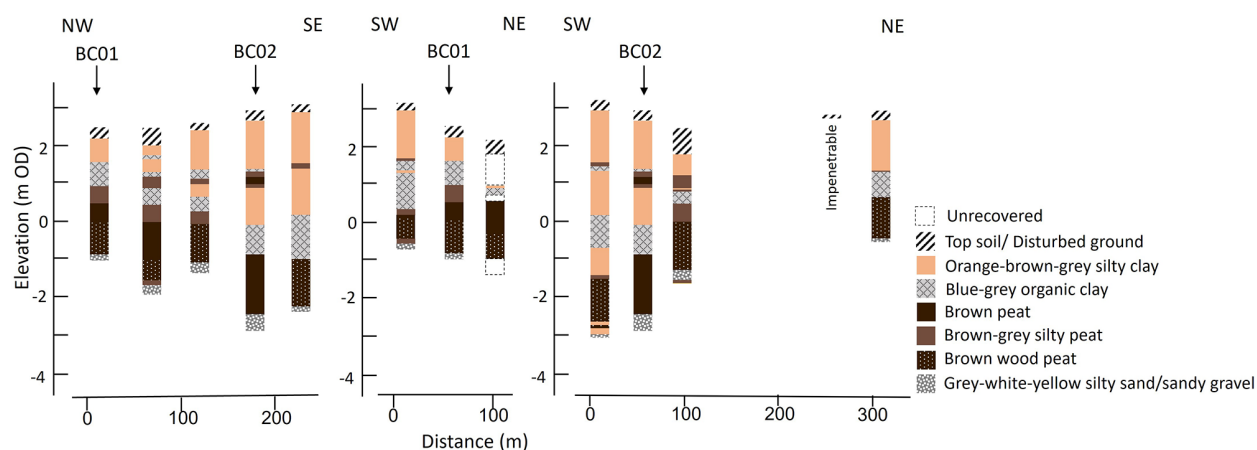 NW
SE
SW
NE
SW
NE
BC01
BC02
BC01
BC02
Elevation (m OD)
2
0
-2
-4
2
0
-2
-4
2
0
-2
-4
Impenetrable
0
100
200
0
100
0
100
200
300
Distance (m)
Unrecovered
Top soil/ Disturbed ground
Orange-brown-grey silty clay
Blue-grey organic clay
Brown peat
Brown-grey silty peat
Brown wood peat
Grey-white-yellow silty sand/sandy gravel